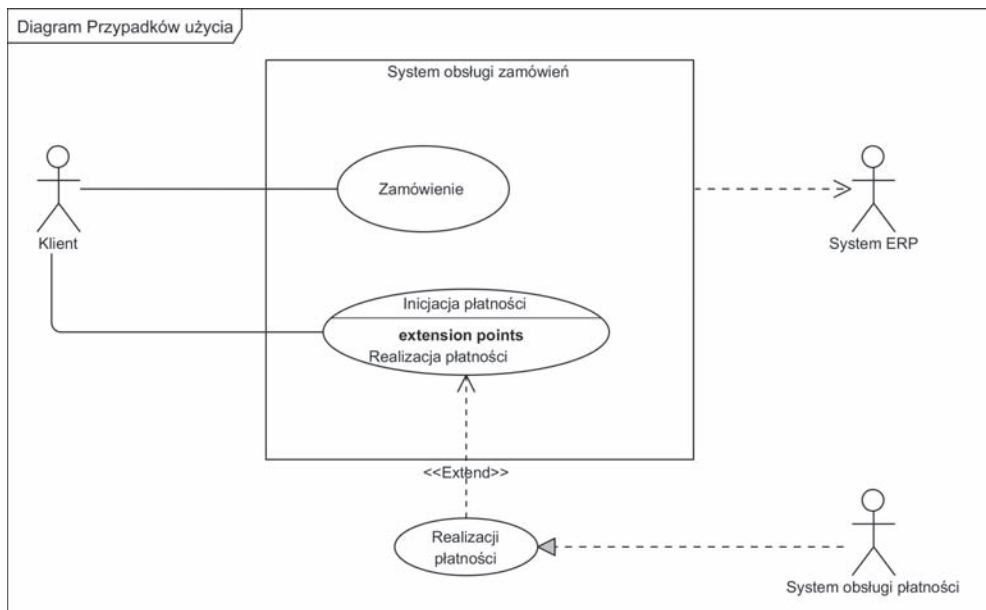 Diagram Przypadków użycia
System obsługi zamówień
Zamówienie
Klient
System ERP
Inicjacja płatności
extension points
Realizacja płatności
<<Extend>>
Realizacji
płatności
System obsługi płatności